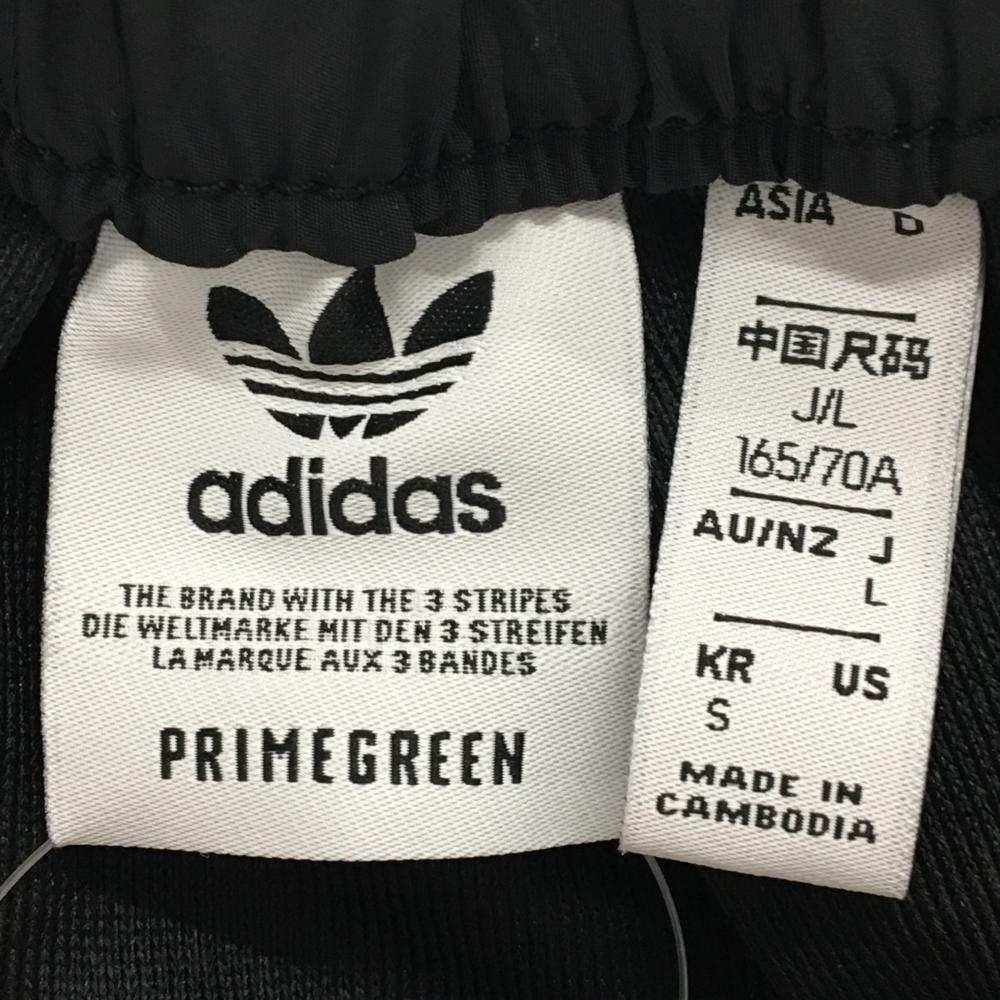 adidas
THE BRAND WITH THE 3 STRIPES
DIE WELTMARKE MIT DEN 3 STREIFEN
LA MARQUE AUX 3 BANDES
PRIMEGREEN
ASIA
中国尺码
J/L
165/70A
AU/NZ J
L
KR US
S
MADE IN
CAMBODIA